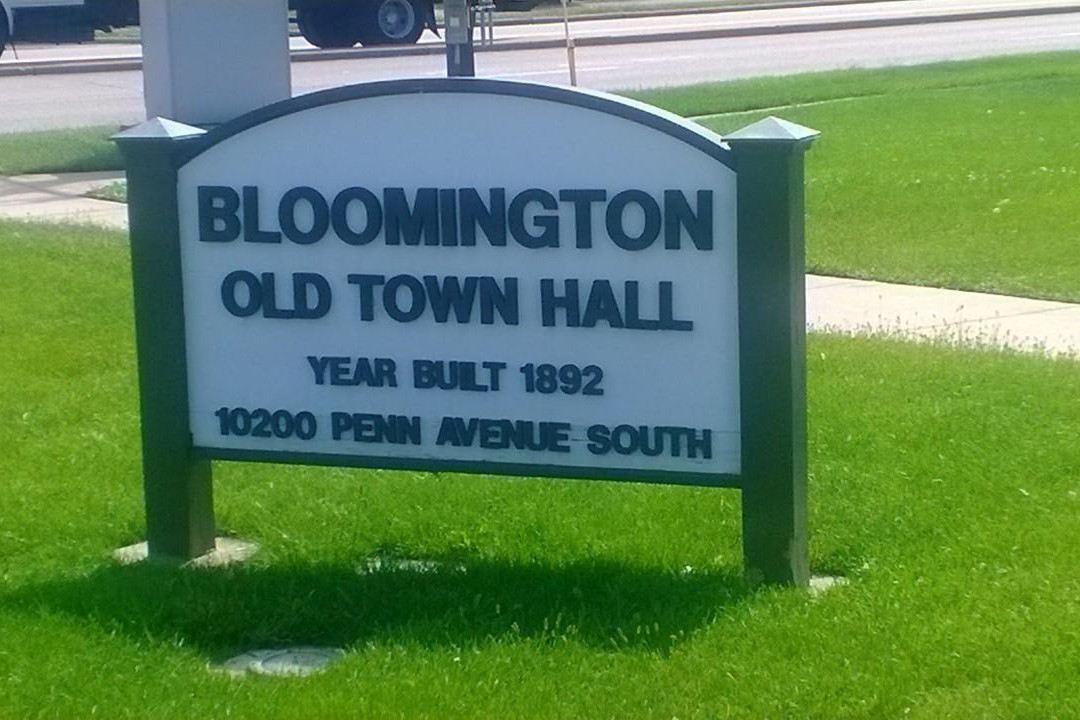 BLOOMINGTON
OLD TOWN HALL
YEAR BUILT 1892
10200 PENN AVENUE SOUTH